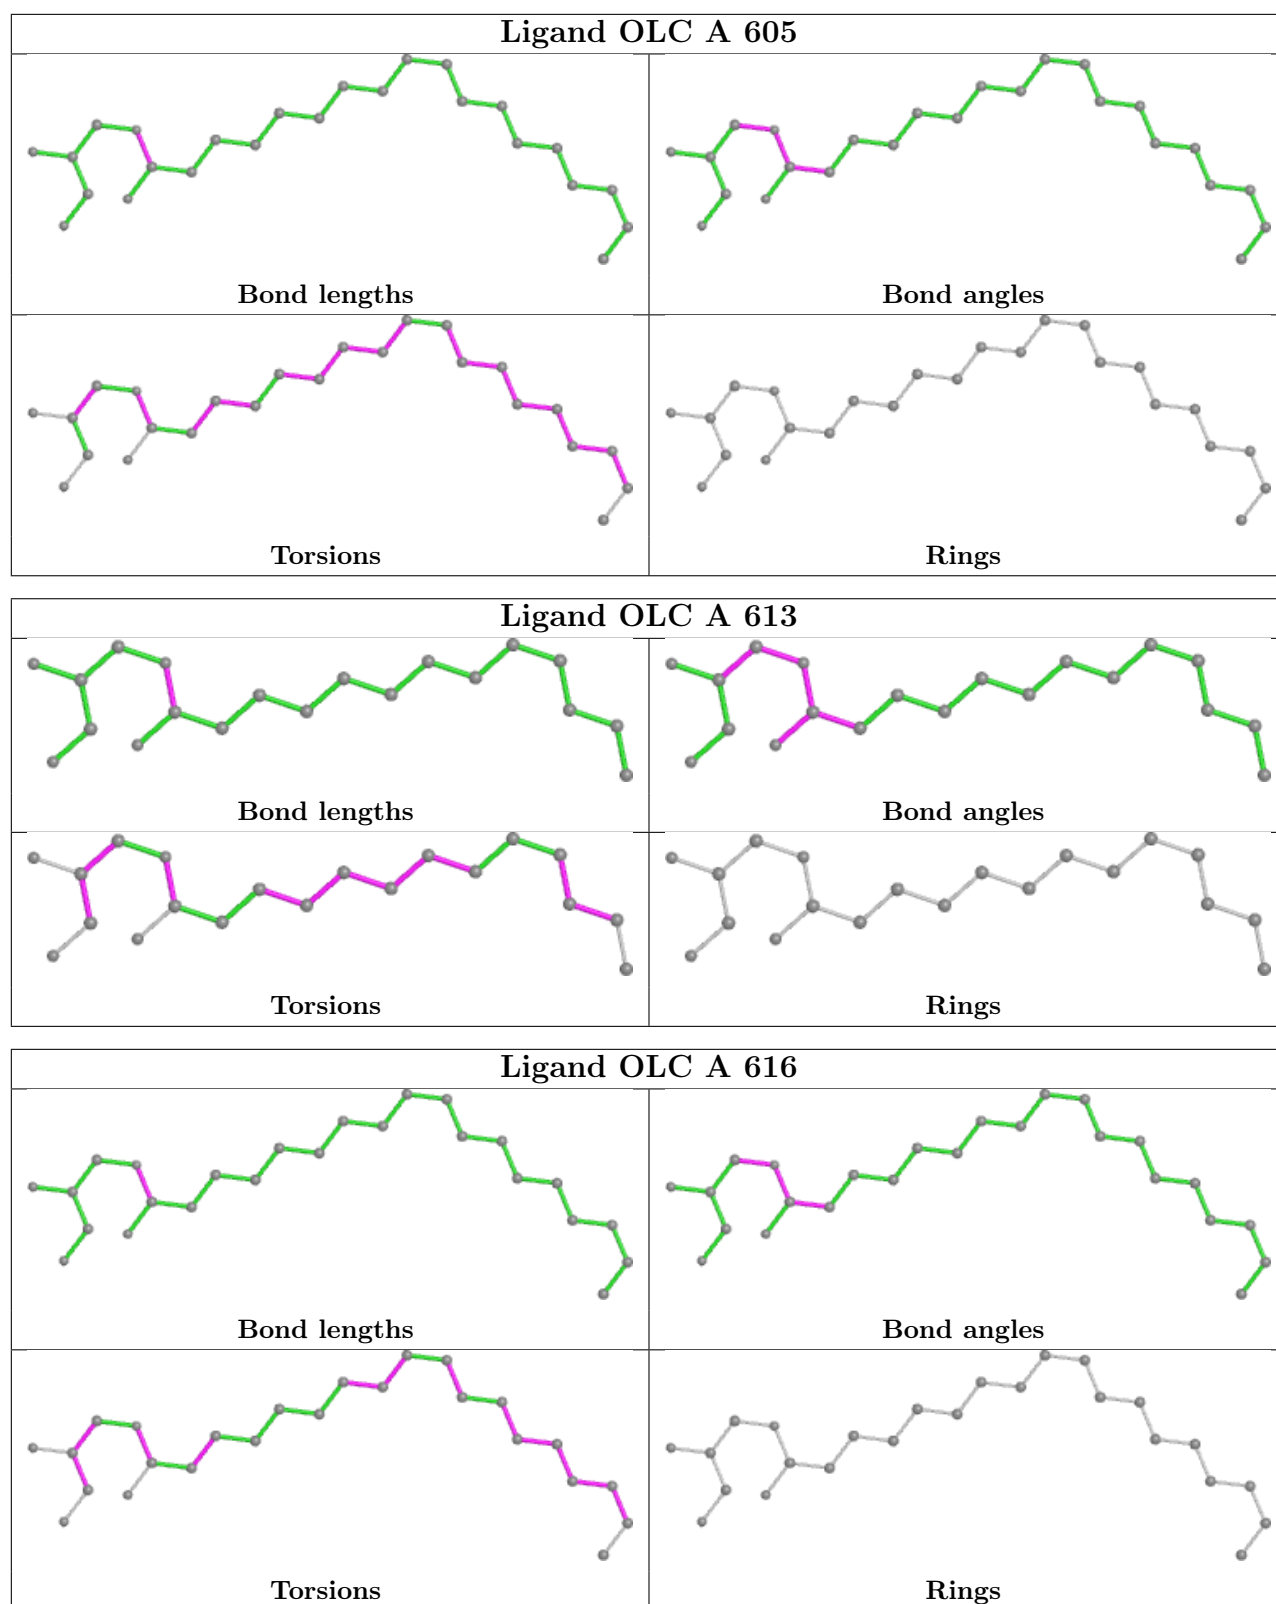 Ligand OLC A 605
Bond lengths
Bond angles
Torsions
Rings
Ligand OLC A 613
Bond lengths
Bond angles
Torsions
Rings
Ligand OLC A 616
Bond lengths
Bond angles
Torsions
Rings